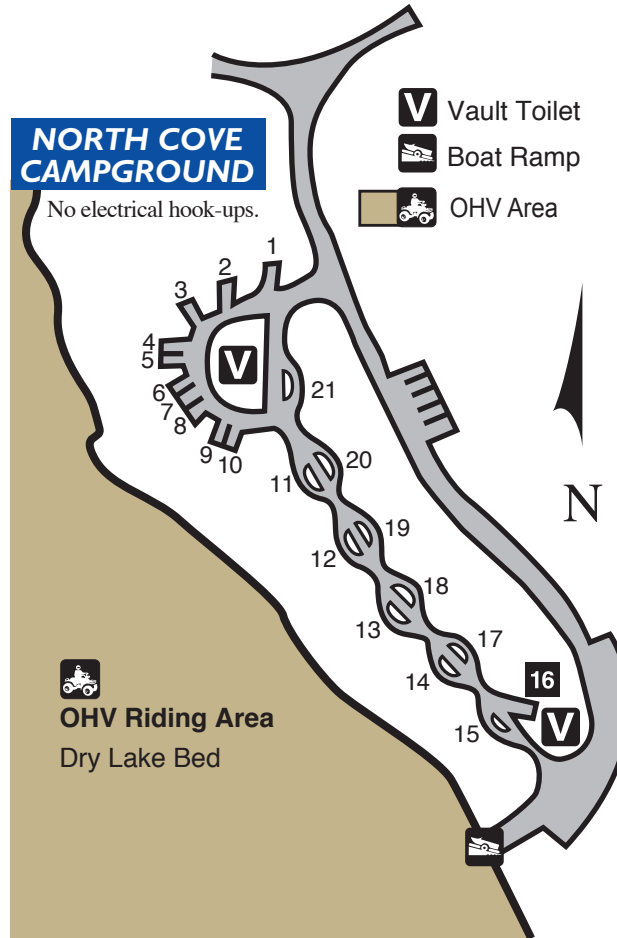 NORTH COVE
CAMPGROUND
No electrical hook-ups.
V Vault Toilet
Boat Ramp
OHV Area
1
2
3
4
5
6
7
8
9
10
V
21
20
11
19
12
18
13
17
14
16
15
V
N
OHV Riding Area
Dry Lake Bed